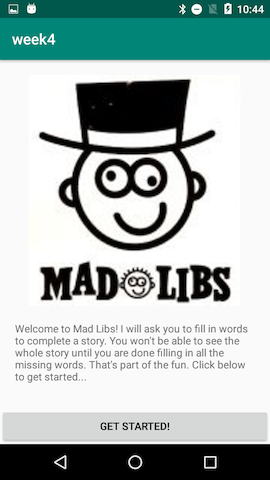 10:44
week4
MAD LIBS
Welcome to Mad Libs! I will ask you to fill in words
to complete a story. You won't be able to see the
whole story until you are done filling in all the
missing words. That's part of the fun. Click below
to get started...
GET STARTED!